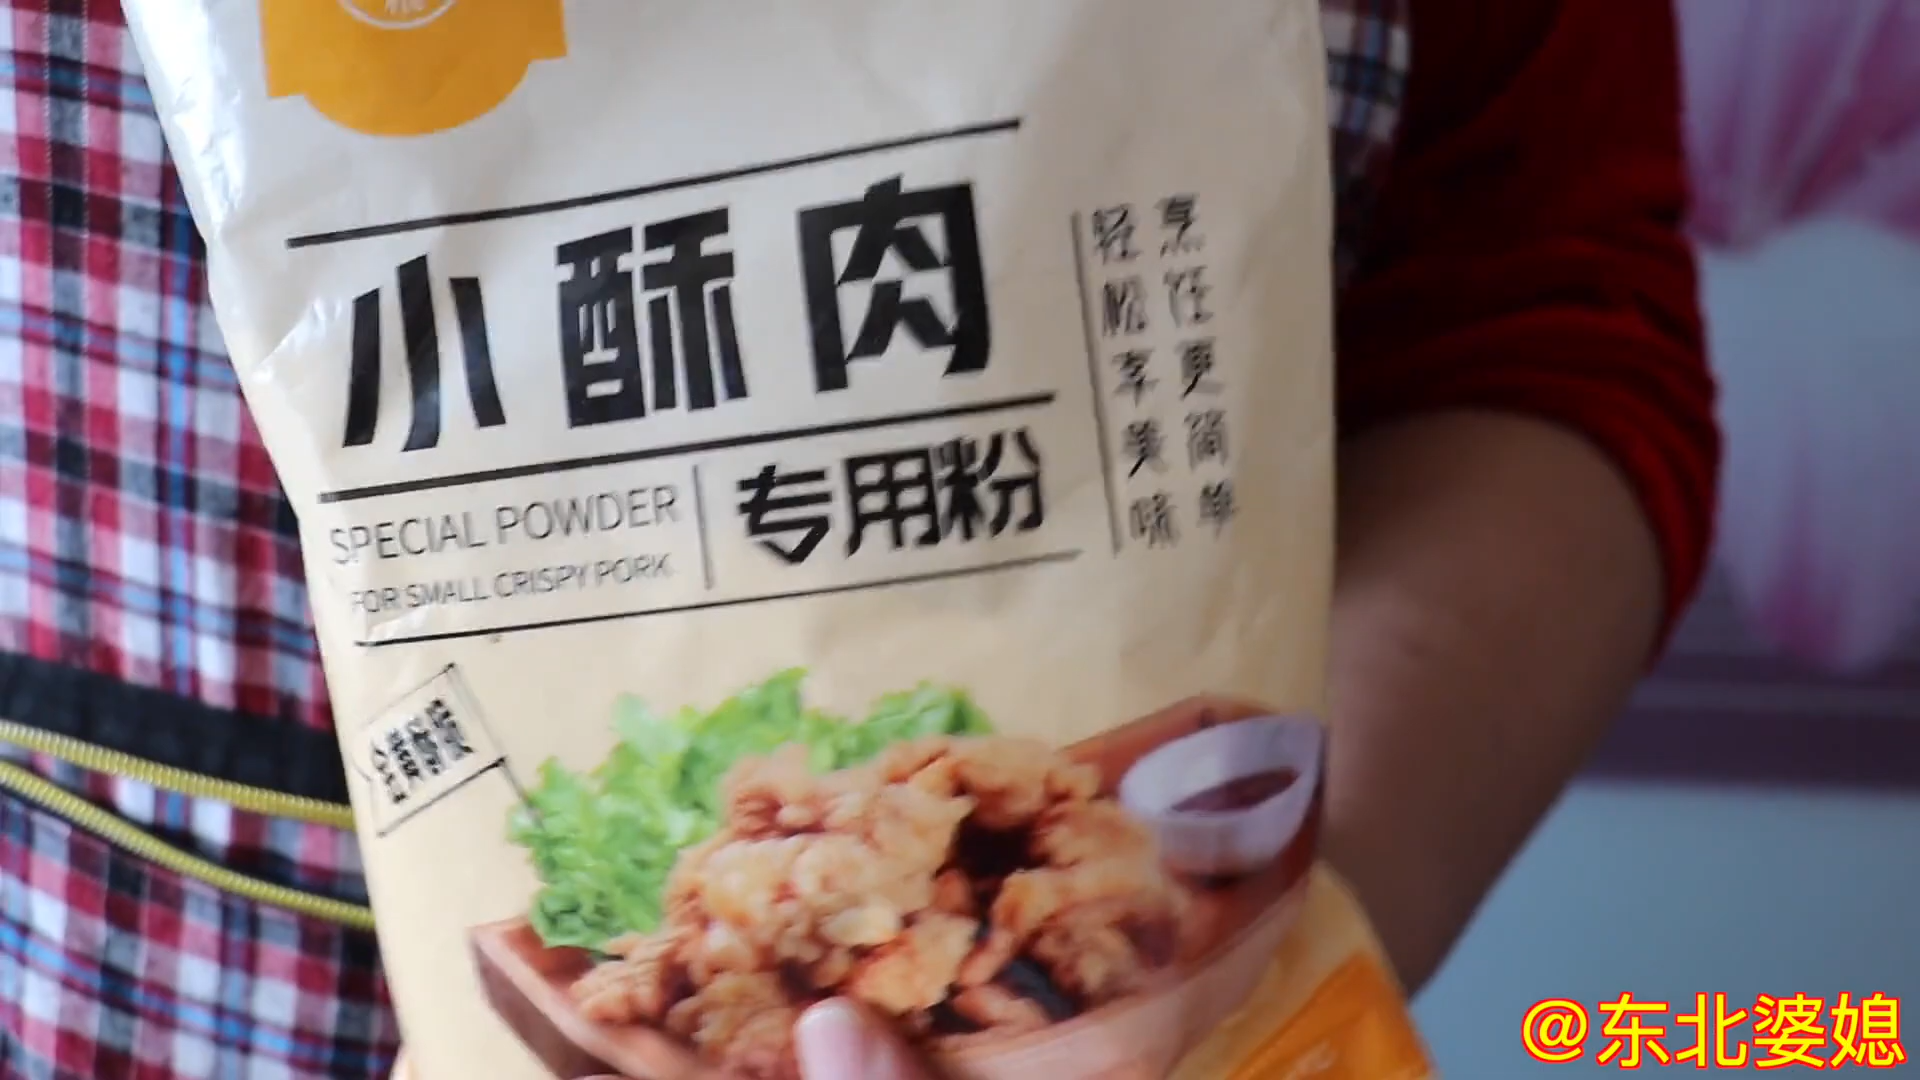 小酥肉
SPECIAL POWDER
FOR SMALL CRISPY PORK
专用粉
烹饪更简单
轻松享美味
@东北婆媳